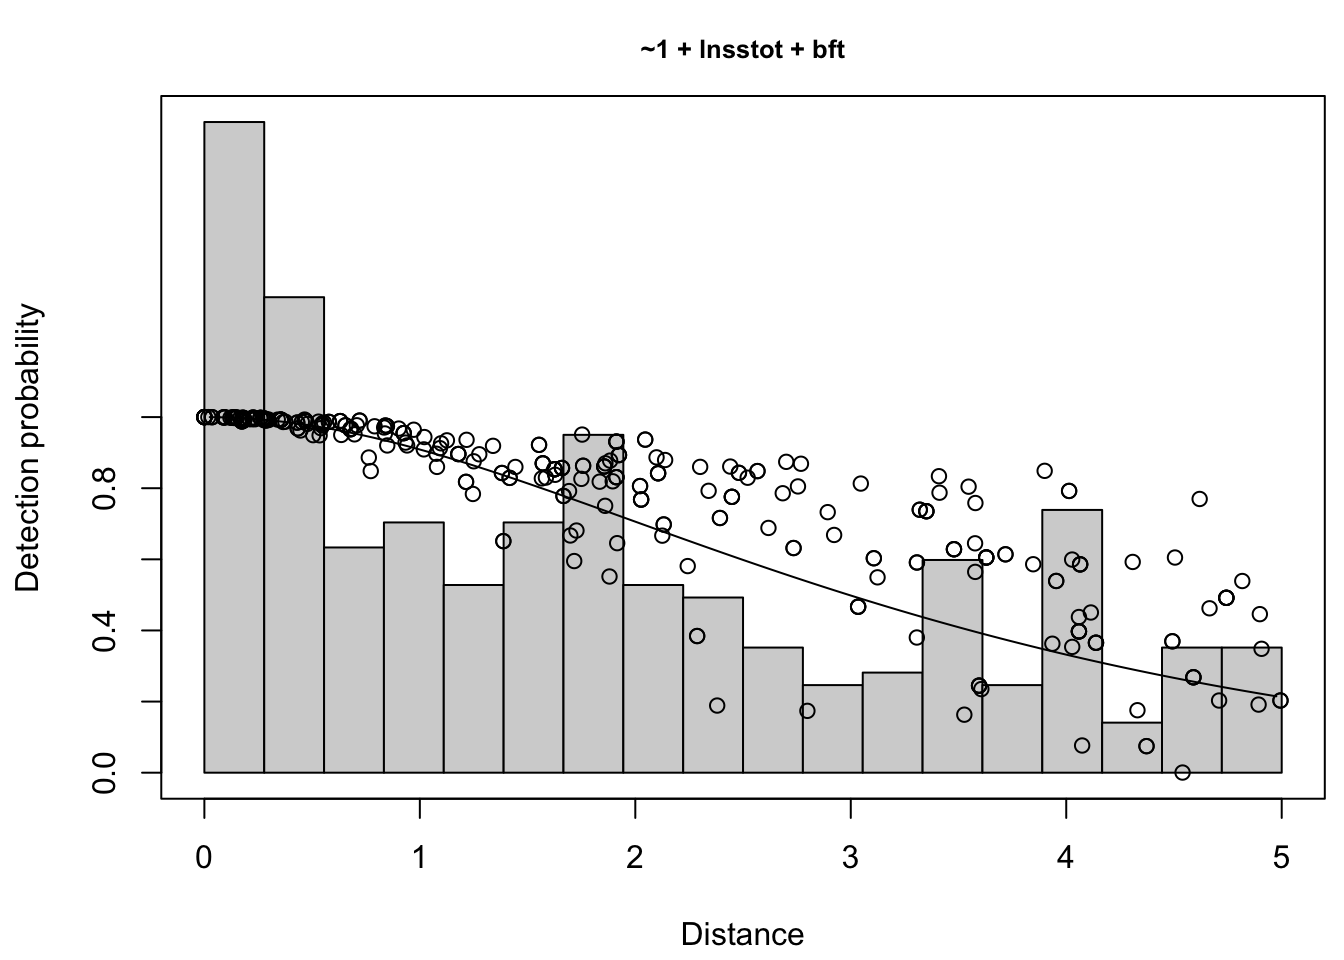 ~1 + lnsstot + bft
Detection probability
0.8
0.4
0.0
0 1 2 3 4 5
Distance